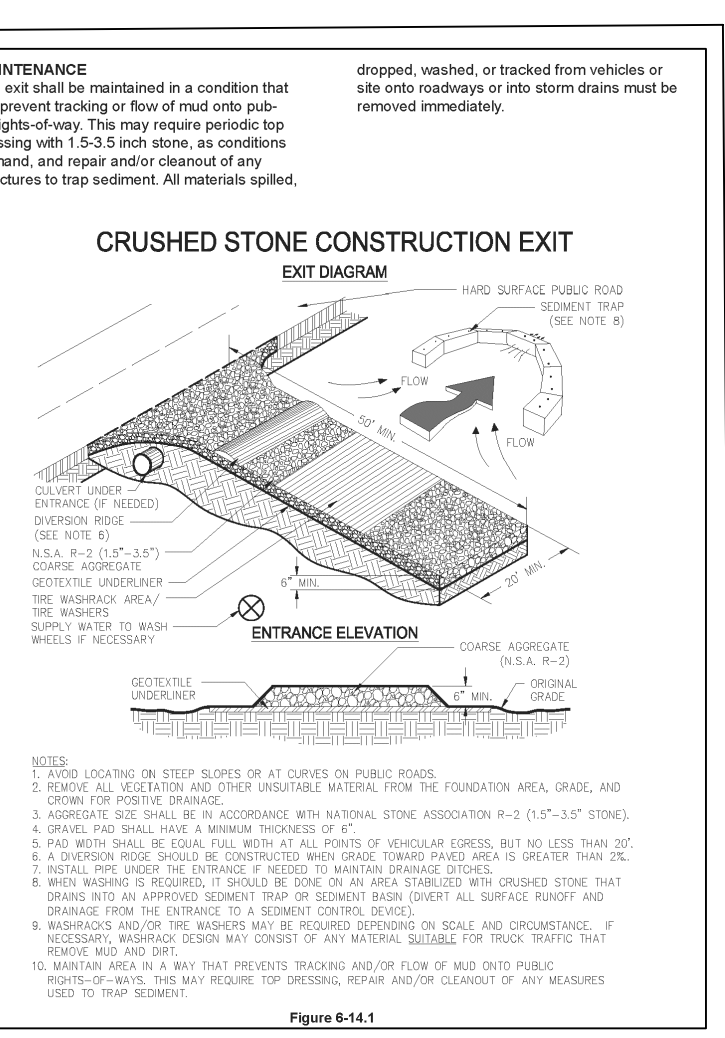 INTENANCE
exit shall be maintained in a condition that
prevent tracking or flow of mud onto pub-
ights-of-way. This may require periodic top
ssing with 1.5-3.5 inch stone, as conditions
nand, and repair and/or cleanout of any
ctures to trap sediment. All materials spilled,
dropped, washed, or tracked from vehicles or
site onto roadways or into storm drains must be
removed immediately.
CRUSHED STONE CONSTRUCTION EXIT
EXIT DIAGRAM
HARD SURFACE PUBLIC ROAD
SEDIMENT TRAP
(SEE NOTE 8)
FLOW
50' MIN.
FLOW
CULVERT UNDER
ENTRANCE (IF NEEDED)
DIVERSION RIDGE
(SEE NOTE 6)
N.S.A. R-2 (1.5"-3.5")
COARSE AGGREGATE
GEOTEXTILE UNDERLINER
TIRE WASHRACK AREA/
TIRE WASHERS
SUPPLY WATER TO WASH
WHEELS IF NECESSARY
6" MIN.
20' MIN.
ENTRANCE ELEVATION
COARSE AGGREGATE
(N.S.A. R-2)
GEOTEXTILE
UNDERLINER
6" MIN.
ORIGINAL
GRADE
NOTES:
1. AVOID LOCATING ON STEEP SLOPES OR AT CURVES ON PUBLIC ROADS.
2. REMOVE ALL VEGETATION AND OTHER UNSUITABLE MATERIAL FROM THE FOUNDATION AREA, GRADE, AND
CROWN FOR POSITIVE DRAINAGE.
3. AGGREGATE SIZE SHALL BE IN ACCORDANCE WITH NATIONAL STONE ASSOCIATION R-2 (1.5"-3.5" STONE).
4. GRAVEL PAD SHALL HAVE A MINIMUM THICKNESS OF 6".
5. PAD WIDTH SHALL BE EQUAL FULL WIDTH AT ALL POINTS OF VEHICULAR EGRESS, BUT NO LESS THAN 20'.
6. A DIVERSION RIDGE SHOULD BE CONSTRUCTED WHEN GRADE TOWARD PAVED AREA IS GREATER THAN 2%.
7. INSTALL PIPE UNDER THE ENTRANCE IF NEEDED TO MAINTAIN DRAINAGE DITCHES.
8. WHEN WASHING IS REQUIRED, IT SHOULD BE DONE ON AN AREA STABILIZED WITH CRUSHED STONE THAT
DRAINS INTO AN APPROVED SEDIMENT TRAP OR SEDIMENT BASIN (DIVERT ALL SURFACE RUNOFF AND
DRAINAGE FROM THE ENTRANCE TO A SEDIMENT CONTROL DEVICE).
9. WASHRACKS AND/OR TIRE WASHERS MAY BE REQUIRED DEPENDING ON SCALE AND CIRCUMSTANCE. IF
NECESSARY, WASHRACK DESIGN MAY CONSIST OF ANY MATERIAL SUITABLE FOR TRUCK TRAFFIC THAT
REMOVE MUD AND DIRT.
10. MAINTAIN AREA IN A WAY THAT PREVENTS TRACKING AND/OR FLOW OF MUD ONTO PUBLIC
RIGHTS-OF-WAYS. THIS MAY REQUIRE TOP DRESSING, REPAIR AND/OR CLEANOUT OF ANY MEASURES
USED TO TRAP SEDIMENT.
Figure 6-14.1